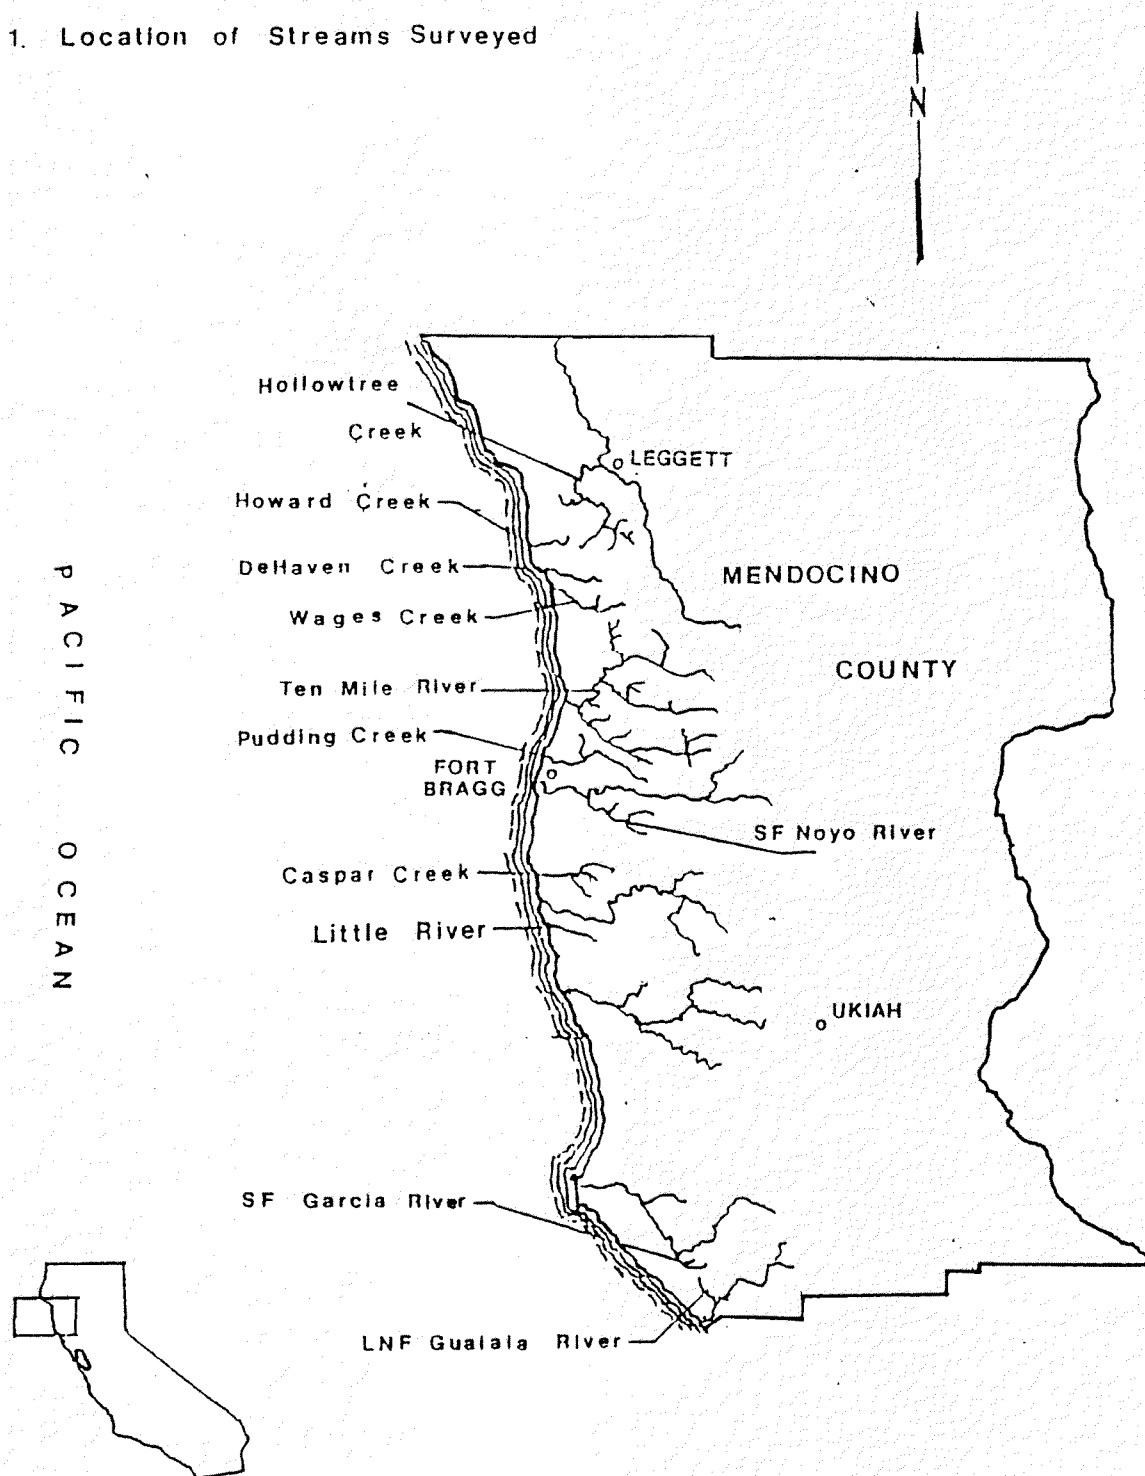 1. Location of Streams Surveyed
N
Hollowtree
Creek
LEGGETT
Howard Creek
DeHaven Creek
MENDOCINO
Wages Creek
COUNTY
Ten Mile River
Pudding Creek
FORT
BRAGG
SF Noyo River
Caspar Creek
Little River
UKIAH
PACIFIC OCEAN
SF Garcia River
LNF Gualala River